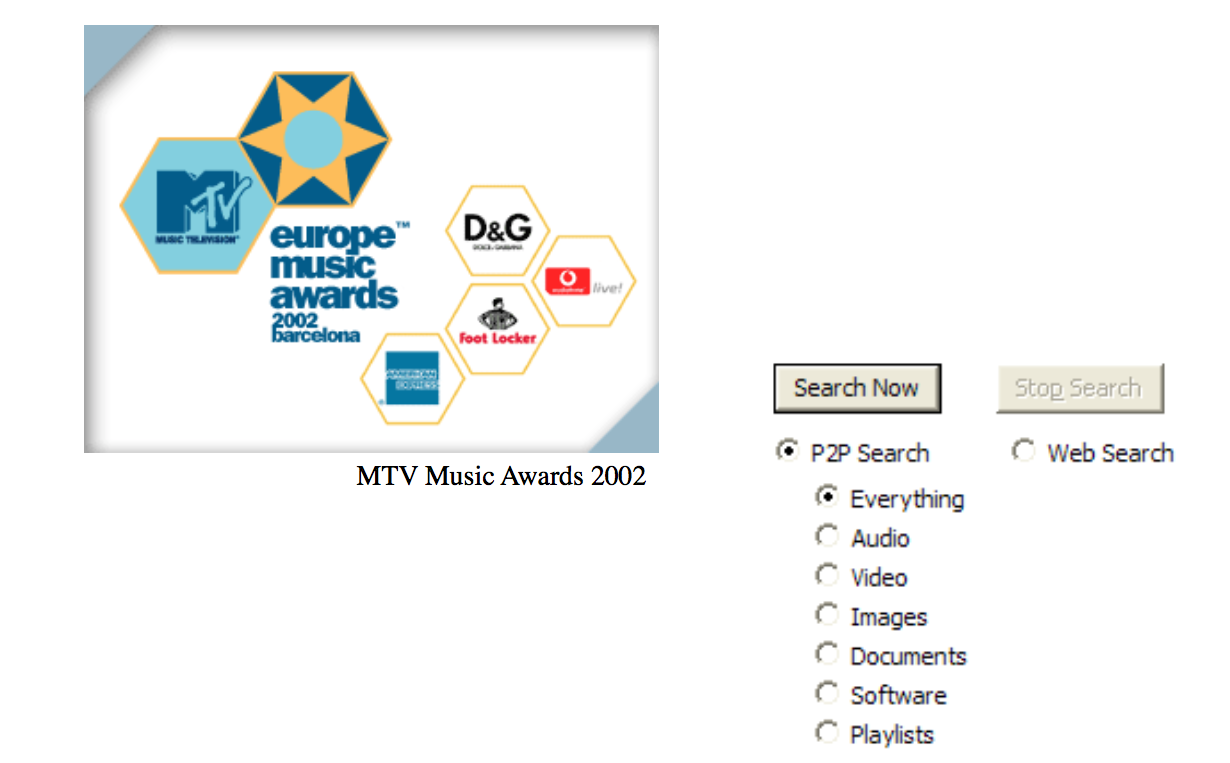 MTV
MUSIC TELEVISION
europe™
music
awards
2002
barcelona
D&G
DOLCE & GABBANA
vodafone live!
Foot Locker
AMERICAN
EXPRESS
®
MTV Music Awards 2002
Search Now
Stop Search
P2P Search
Web Search
Everything
Audio
Video
Images
Documents
Software
Playlists